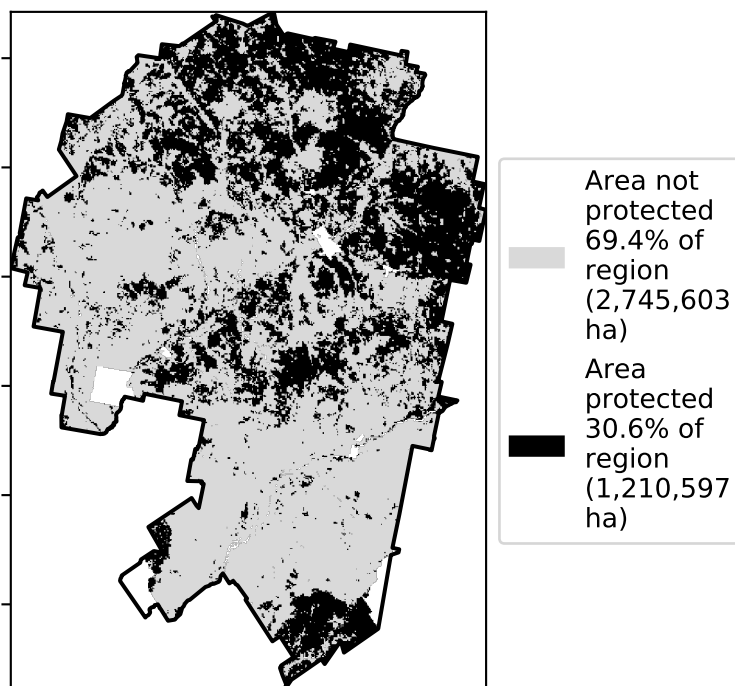 Area not
protected
69.4% of
region
(2,745,603
ha)
Area
protected
30.6% of
region
(1,210,597
ha)